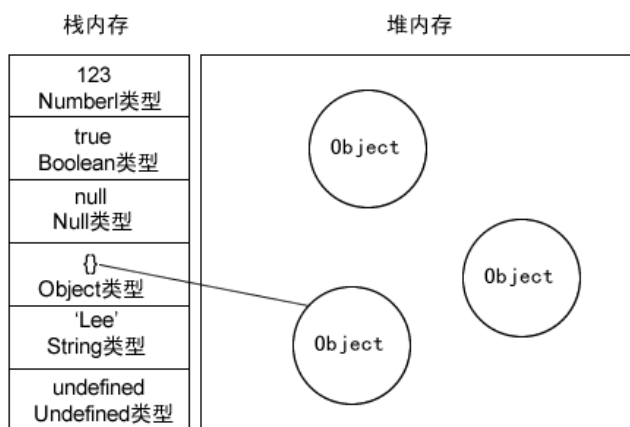 栈内存
堆内存
123
Numberl类型
true
Boolean类型
null
Null类型
{}
Object类型
‘Lee’
String类型
undefined
Undefined类型
Object
Object
Object